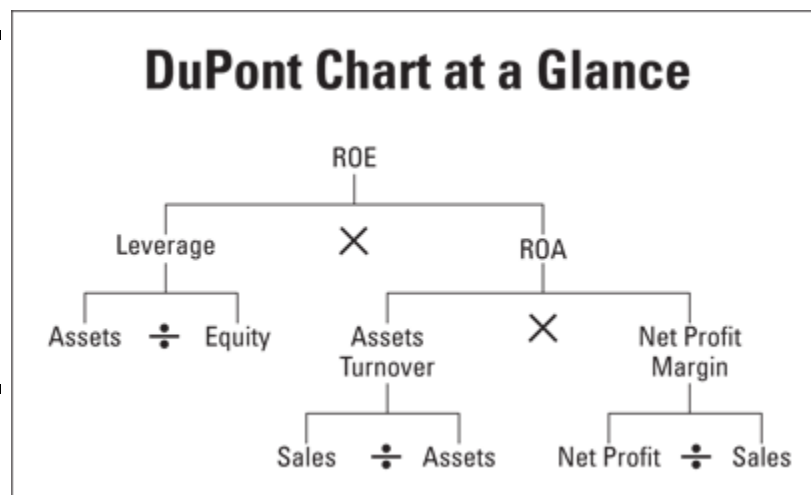 DuPont Chart at a Glance
ROE
Leverage × ROA
Assets ÷ Equity Assets × Net Profit
Turnover Margin
Sales ÷ Assets Net Profit ÷ Sales